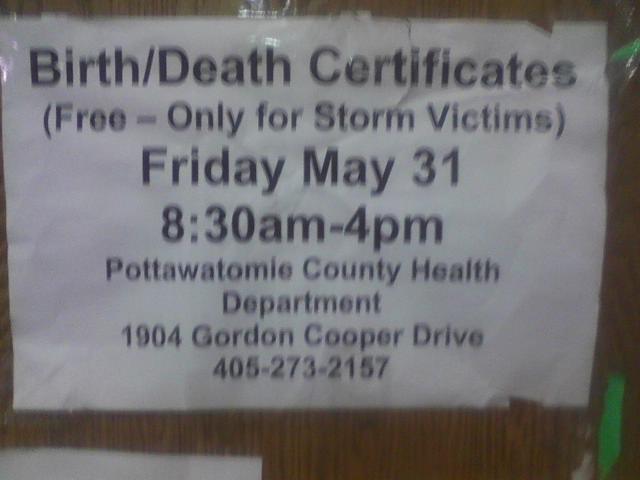 Birth/Death Certificates
(Free – Only for Storm Victims)
Friday May 31
8:30am-4pm
Pottawatomie County Health
Department
1904 Gordon Cooper Drive
405-273-2157